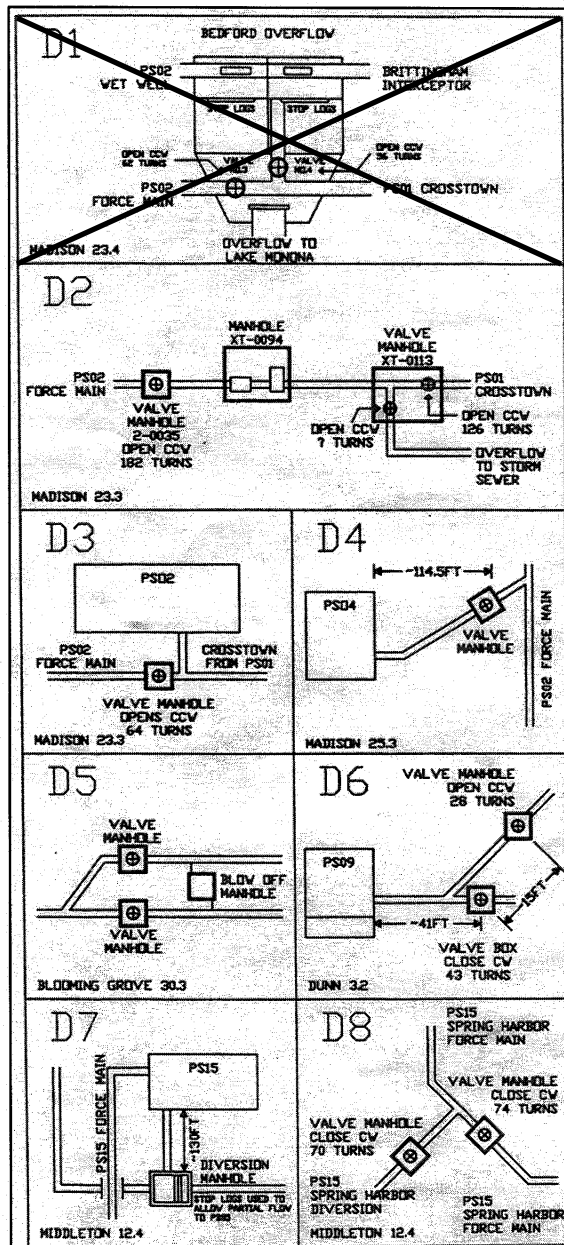 D1
BEDFORD OVERFLOW
PS02
WET WELL
BRITTINGHAM
INTERCEPTOR
STOP LOGS
STOP LOGS
OPEN CCW
62 TURNS
VALVE
NO.3
VALVE
NO.4
OPEN CCW
36 TURNS
PS02
FORCE MAIN
PS01 CROSSTOWN
OVERFLOW TO
LAKE MONONA
MADISON 23.4
D2
MANHOLE
XT-0094
VALVE
MANHOLE
XT-0113
PS02
FORCE MAIN
PS01
CROSSTOWN
VALVE
MANHOLE
2-0035
OPEN CCW
182 TURNS
OPEN CCW
? TURNS
OPEN CCW
126 TURNS
OVERFLOW
TO STORM
SEWER
MADISON 23.3
D3
PS02
PS02
FORCE MAIN
CROSSTOWN
FROM PS01
VALVE MANHOLE
OPENS CCW
64 TURNS
MADISON 23.3
D4
~114.5FT
PS04
VALVE
MANHOLE
PS02 FORCE MAIN
MADISON 25.3
D5
VALVE
MANHOLE
BLOW OFF
MANHOLE
VALVE
MANHOLE
BLOOMING GROVE 30.3
D6
VALVE MANHOLE
OPEN CCW
28 TURNS
PS09
~15FT
~41FT
VALVE BOX
CLOSE CW
43 TURNS
DUNN 3.2
D7
PS15
PS15 FORCE MAIN
~130FT
DIVERSION
MANHOLE
STOP LOGS USED TO
ALLOW PARTIAL FLOW
MIDDLETON 12.4
D8
PS15
SPRING HARBOR
FORCE MAIN
VALVE MANHOLE
CLOSE CW
74 TURNS
VALVE MANHOLE
CLOSE CW
70 TURNS
PS15
SPRING HARBOR
DIVERSION
PS15
SPRING HARBOR
FORCE MAIN
MIDDLETON 12.4